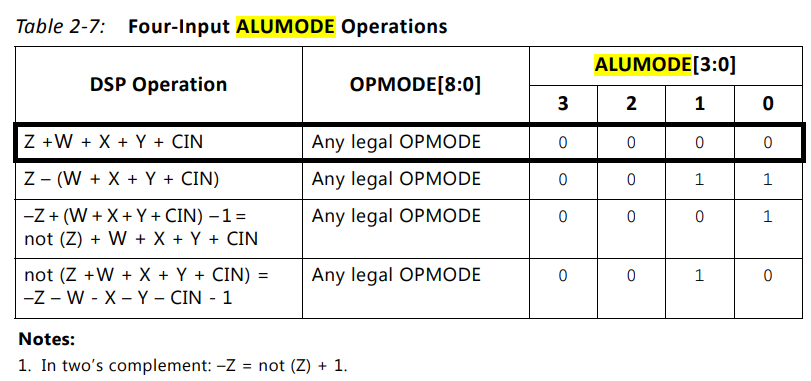 Table 2-7: Four-Input ALUMODE Operations
DSP Operation OPMODE[8:0] ALUMODE[3:0]
3 2 1 0
Z +W + X + Y + CIN Any legal OPMODE 0 0 0 0
Z – (W + X + Y + CIN) Any legal OPMODE 0 0 1 1
–Z + (W + X + Y + CIN) – 1 = Any legal OPMODE 0 0 0 1
not (Z) + W + X + Y + CIN
not (Z +W + X + Y + CIN) = Any legal OPMODE 0 0 1 0
–Z – W - X – Y – CIN - 1
Notes:
1. In two's complement: –Z = not (Z) + 1.